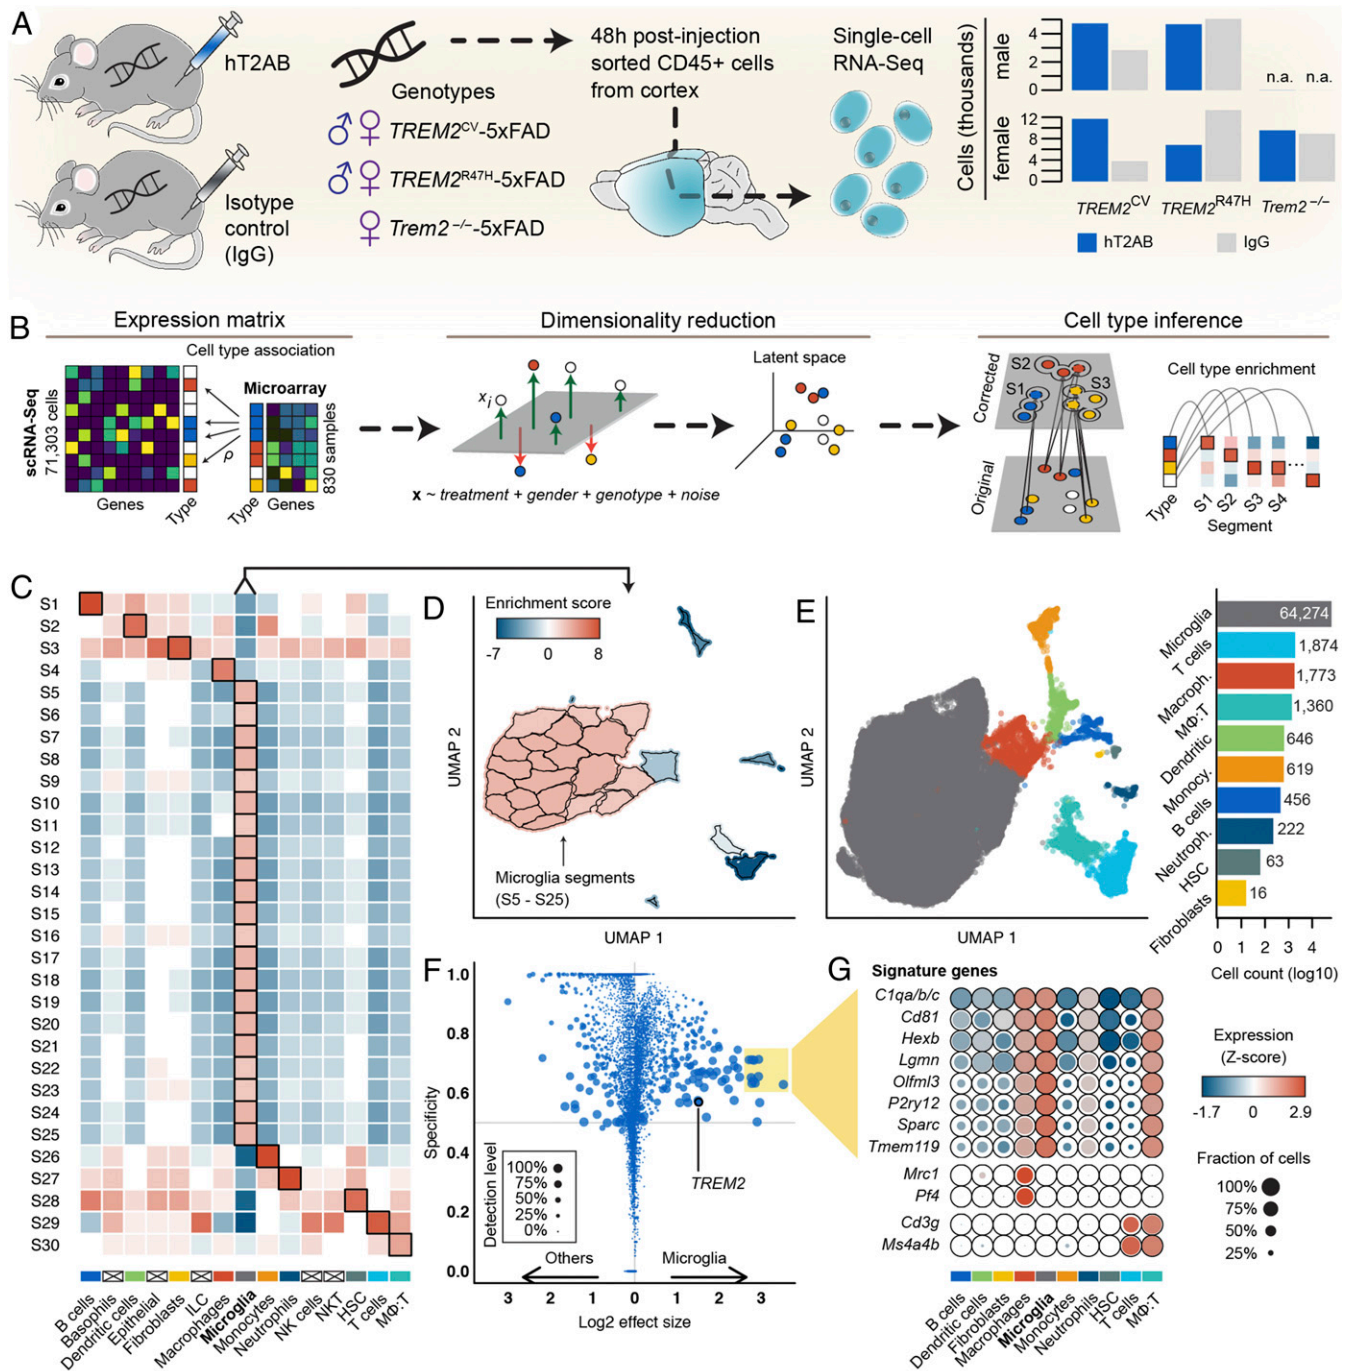 A
hT2AB
Isotype
control
(IgG)
Genotypes
♂♀ TREM2CV-5xFAD
♂♀ TREM2R47H-5xFAD
♀ Trem2-/--5xFAD
48h post-injection
sorted CD45+ cells
from cortex
Single-cell
RNA-Seq
Cells (thousands)
male
female
4
2
0
12
8
4
0
n.a. n.a.
TREM2CV TREM2R47H Trem2-/-
hT2AB IgG
B
Expression matrix
Cell type association
Microarray
scRNA-Seq
71,303 cells
ρ
830 samples
Genes
Type
Type
Genes
Dimensionality reduction
xi
x ~ treatment + gender + genotype + noise
Latent space
Cell type inference
Corrected
Original
S2
S1
S3
Cell type enrichment
...
Type
S1
S2
S3
S4
Segment
C
S1
S2
S3
S4
S5
S6
S7
S8
S9
S10
S11
S12
S13
S14
S15
S16
S17
S18
S19
S20
S21
S22
S23
S24
S25
S26
S27
S28
S29
S30
B cells
Basophils
Dendritic cells
Epithelial
Fibroblasts
ILC
Macrophages
Microglia
Monocytes
Neutrophils
NK cells
NKT
HSC
T cells
MΦ:T
D
Enrichment score
-7 0 8
UMAP 2
Microglia segments
(S5 - S25)
UMAP 1
E
UMAP 2
UMAP 1
64,274
1,874
1,773
1,360
646
619
456
222
63
16
Microglia
T cells
Macroph.
MΦ:T
Dendritic
Monocy.
B cells
Neutroph.
HSC
Fibroblasts
0 1 2 3 4
Cell count (log10)
F
Specificity
1.0
0.8
0.6
0.4
0.2
0.0
Detection level
100%
75%
50%
25%
0%
TREM2
Others
Microglia
3 2 1 0 1 2 3
Log2 effect size
G
Signature genes
C1qa/b/c
Cd81
Hexb
Lgmn
Olfml3
P2ry12
Sparc
Tmem119
Mrc1
Pf4
Cd3g
Ms4a4b
B cells
Dendritic cells
Fibroblasts
Macrophages
Microglia
Monocytes
Neutrophils
HSC
T cells
MΦ:T
Expression
(Z-score)
-1.7 0 2.9
Fraction of cells
100%
75%
50%
25%